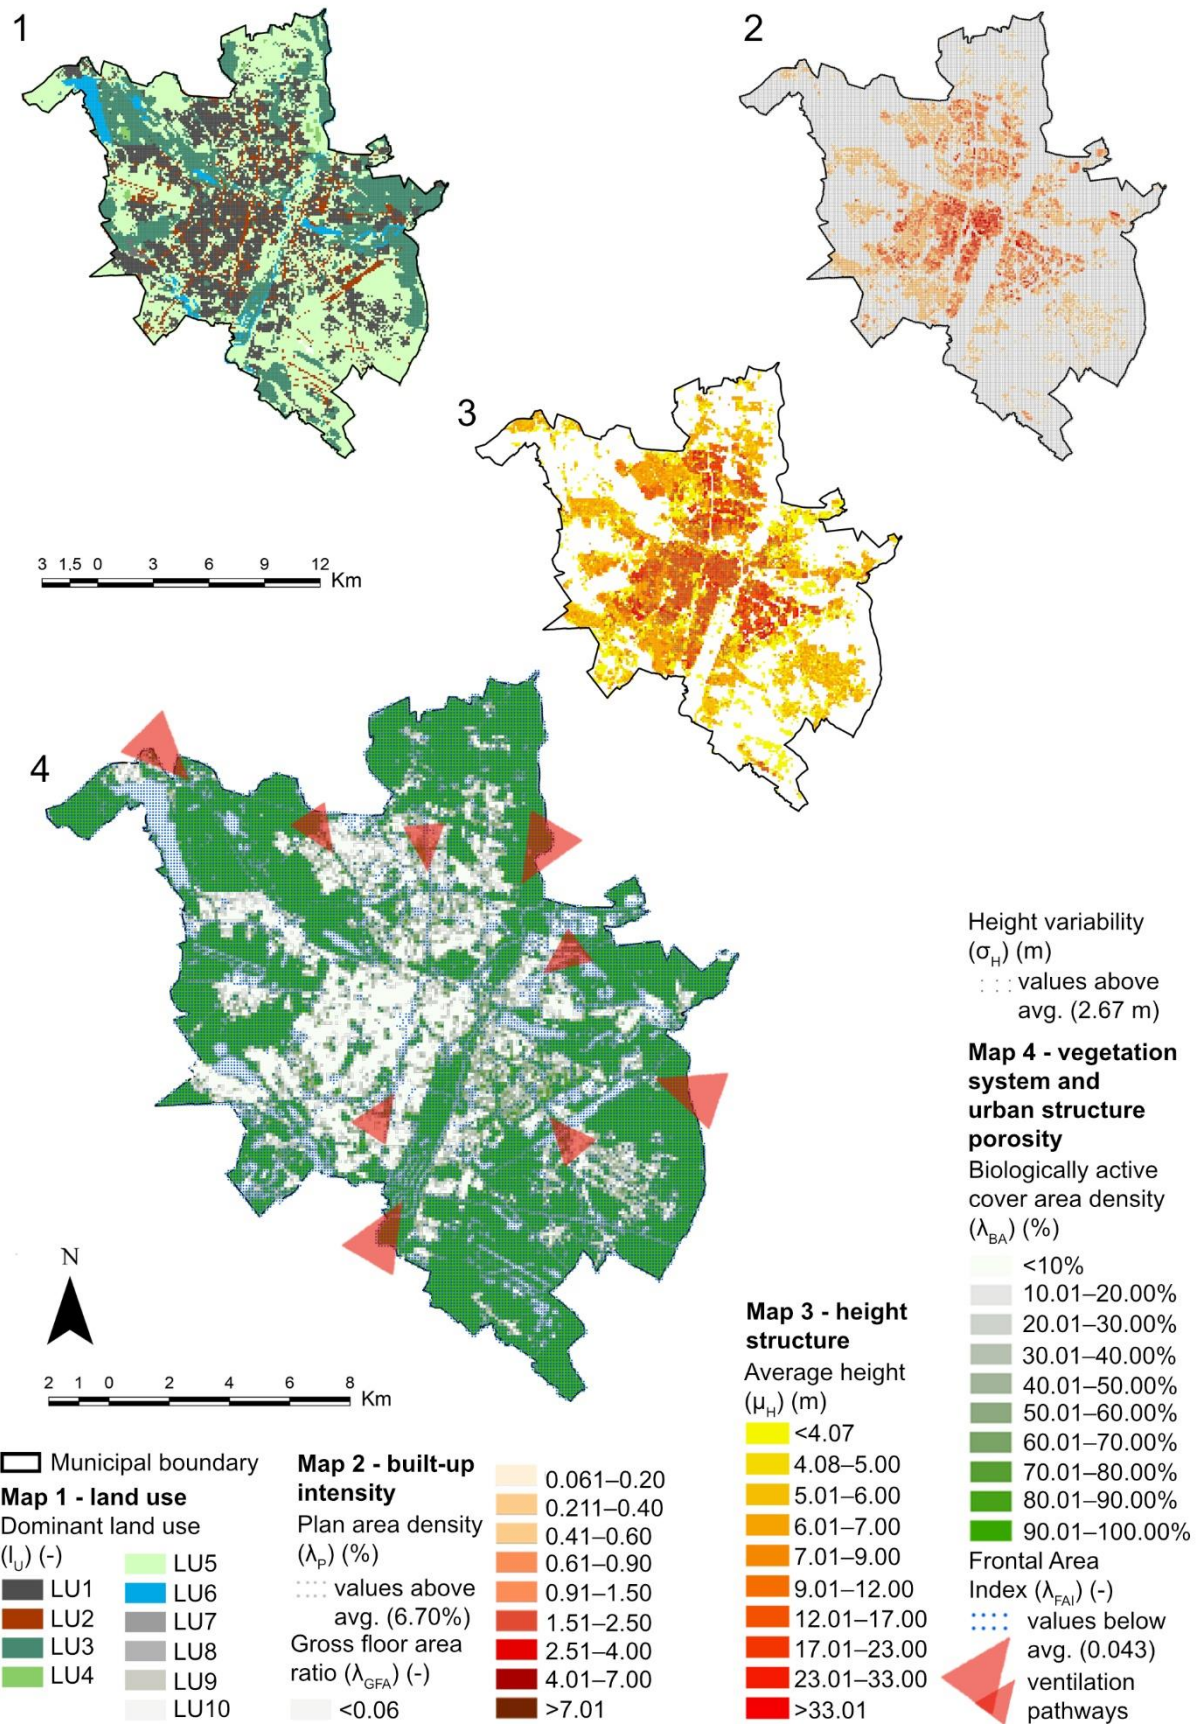 1
2
3
3 1,5 0 3 6 9 12 Km
4
N
2 1 0 2 4 6 8 Km
Municipal boundary
Map 1 - land use
Dominant land use
(lU) (-)
LU1
LU2
LU3
LU4
LU5
LU6
LU7
LU8
LU9
LU10
Map 2 - built-up
intensity
Plan area density
(λP) (%)
values above
avg. (6.70%)
Gross floor area
ratio (λGFA) (-)
<0.06
0.061–0.20
0.211–0.40
0.41–0.60
0.61–0.90
0.91–1.50
1.51–2.50
2.51–4.00
4.01–7.00
>7.01
Map 3 - height
structure
Average height
(μH) (m)
<4.07
4.08–5.00
5.01–6.00
6.01–7.00
7.01–9.00
9.01–12.00
12.01–17.00
17.01–23.00
23.01–33.00
>33.01
Height variability
(σH) (m)
values above
avg. (2.67 m)
Map 4 - vegetation
system and
urban structure
porosity
Biologically active
cover area density
(λBA) (%)
<10%
10.01–20.00%
20.01–30.00%
30.01–40.00%
40.01–50.00%
50.01–60.00%
60.01–70.00%
70.01–80.00%
80.01–90.00%
90.01–100.00%
Frontal Area
Index (λFAI) (-)
values below
avg. (0.043)
ventilation
pathways